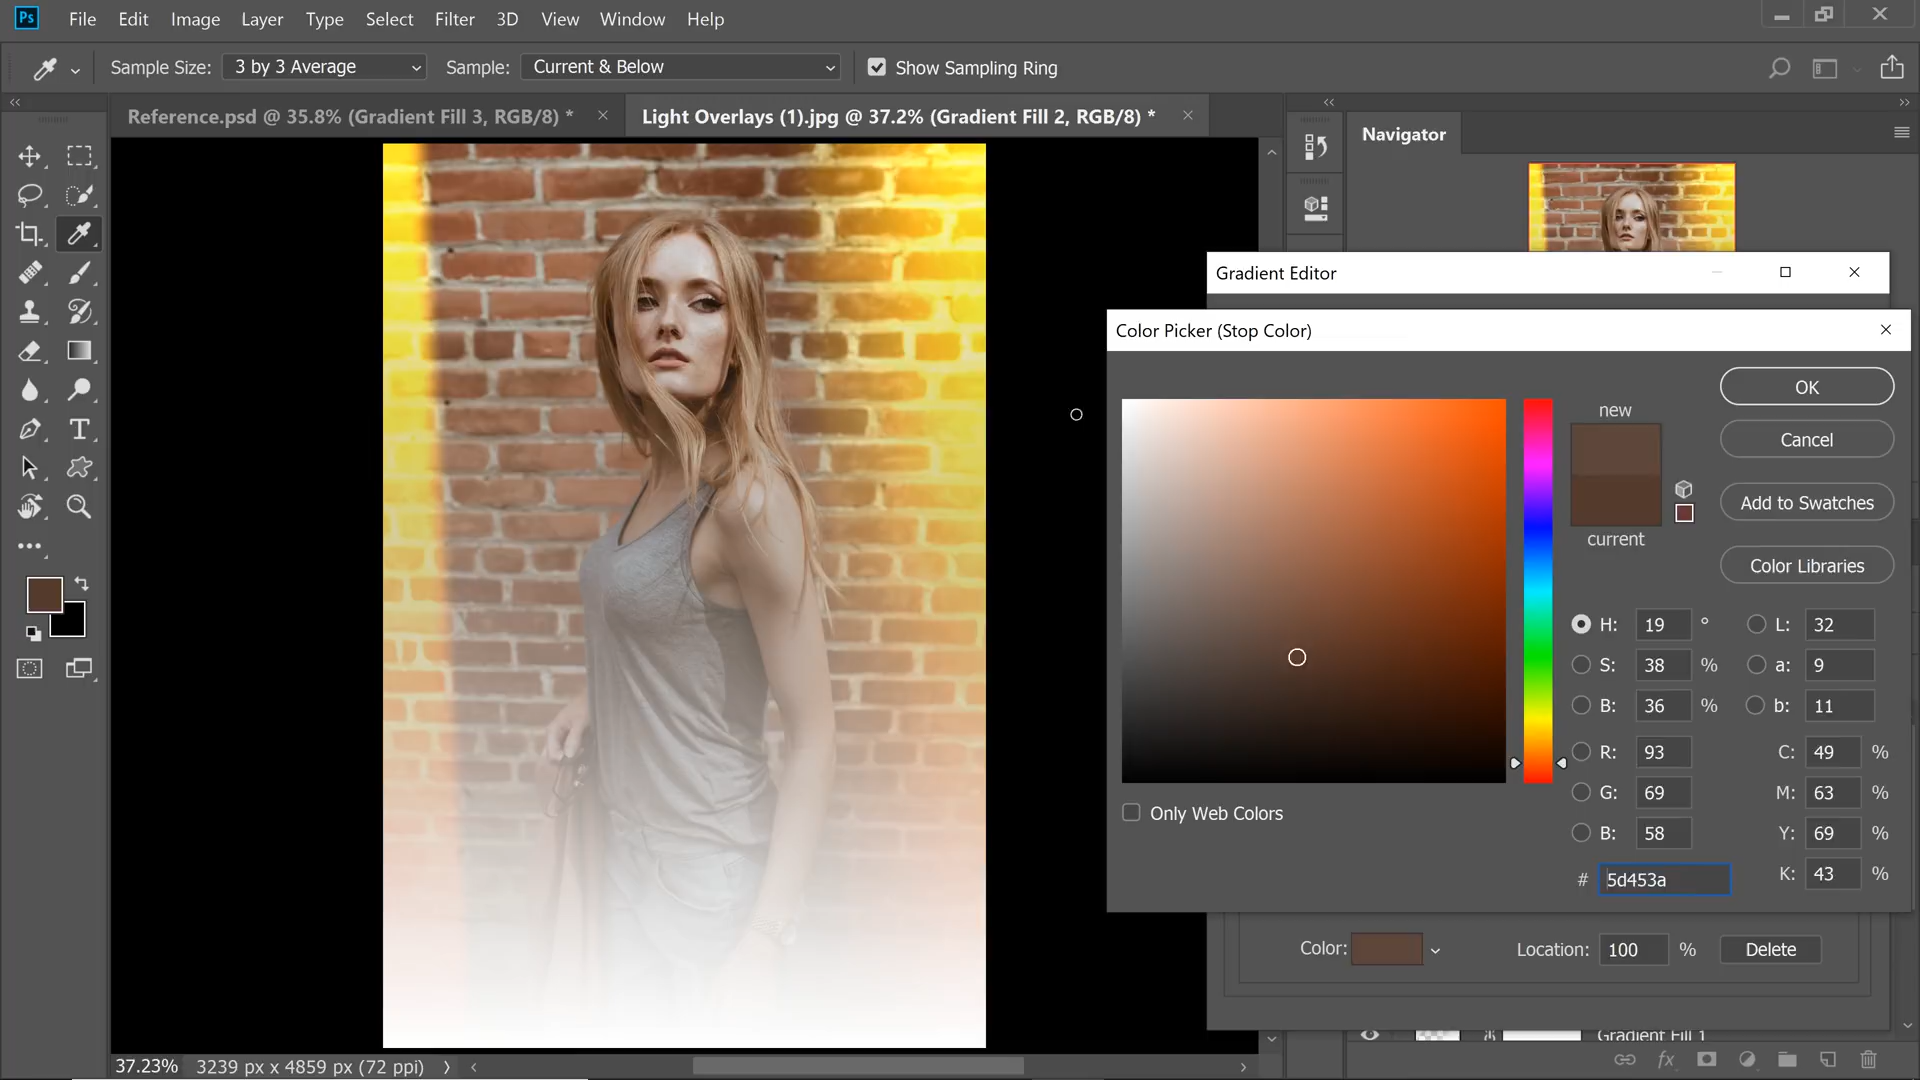 Ps File Edit Image Layer Type Select Filter 3D View Window Help
Sample Size: 3 by 3 Average Sample: Current & Below Show Sampling Ring
Reference.psd @ 35.8% (Gradient Fill 3, RGB/8) * Light Overlays (1).jpg @ 37.2% (Gradient Fill 2, RGB/8) *
Navigator
Gradient Editor
Color Picker (Stop Color)
OK
new
Cancel
Add to Swatches
current
Color Libraries
H: 19 ° L: 32
S: 38 % a: 9
B: 36 % b: 11
R: 93 C: 49 %
G: 69 M: 63 %
Only Web Colors
B: 58 Y: 69 %
# 5d453a K: 43 %
Color: Location: 100 % Delete
Gradient Fill 1
37.23% 3239 px x 4859 px (72 ppi)
T
fx